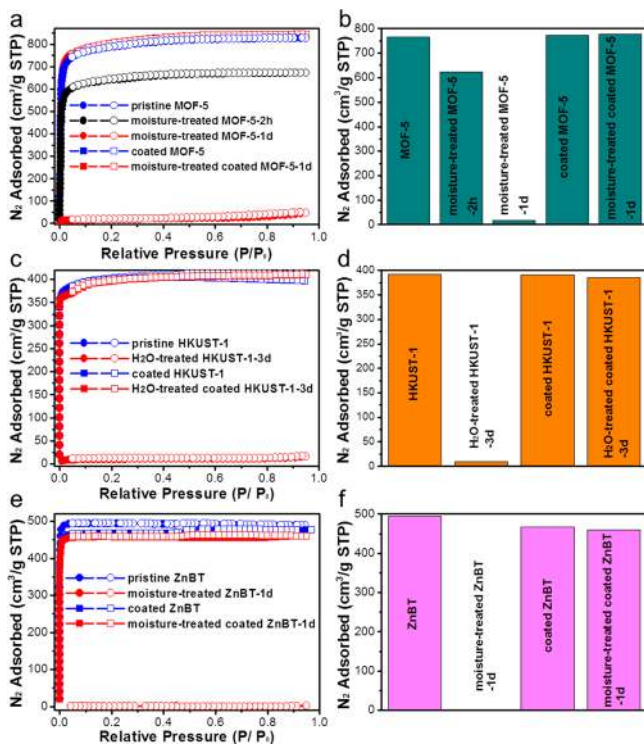 a
N₂ Adsorbed (cm³/g STP)
800
700
600
500
400
300
200
100
0
pristine MOF-5
moisture-treated MOF-5-2h
moisture-treated MOF-5-1d
coated MOF-5
moisture-treated coated MOF-5-1d
0.0 0.2 0.4 0.6 0.8 1.0
Relative Pressure (P/P₀)
b
N₂ Adsorbed (cm³/g STP)
800
700
600
500
400
300
200
100
0
MOF-5
moisture-treated MOF-5
-2h
moisture-treated MOF-5
-1d
coated MOF-5
moisture-treated coated MOF-5
-1d
c
N₂ Adsorbed (cm³/g STP)
400
350
300
250
200
150
100
50
0
pristine HKUST-1
H₂O-treated HKUST-1-3d
coated HKUST-1
H₂O-treated coated HKUST-1-3d
0.0 0.2 0.4 0.6 0.8 1.0
Relative Pressure (P/ P₀)
d
N₂ Adsorbed (cm³/g STP)
400
350
300
250
200
150
100
50
0
HKUST-1
H₂O-treated HKUST-1
-3d
coated HKUST-1
H₂O-treated coated HKUST-1
-3d
e
N₂ Adsorbed (cm³/g STP)
500
400
300
200
100
0
pristine ZnBT
moisture-treated ZnBT-1d
coated ZnBT
moisture-treated coated ZnBT-1d
0.0 0.2 0.4 0.6 0.8 1.0
Relative Pressure (P/ P₀)
f
N₂ Adsorbed (cm³/g STP)
500
400
300
200
100
0
ZnBT
moisture-treated ZnBT
-1d
coated ZnBT
moisture-treated coated ZnBT
-1d